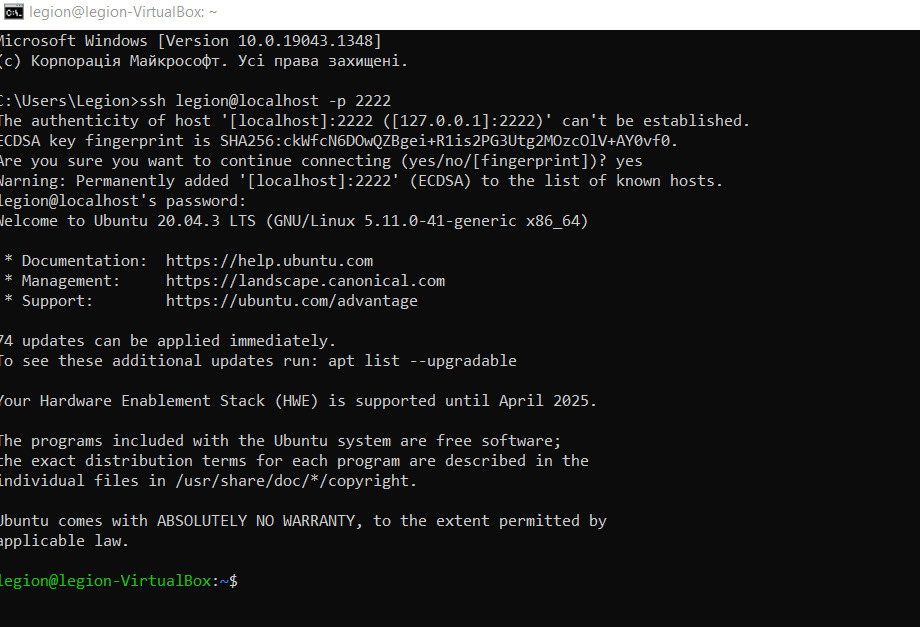 legion@legion-VirtualBox: ~
Microsoft Windows [Version 10.0.19043.1348]
(c) Корпорація Майкрософт. Усі права захищені.
C:\Users\Legion>ssh legion@localhost -p 2222
The authenticity of host '[localhost]:2222 ([127.0.0.1]:2222)' can't be established.
ECDSA key fingerprint is SHA256:ckWfcN6DOwQZBgei+R1is2PG3Utg2MOzcOlV+AY0vf0.
Are you sure you want to continue connecting (yes/no/[fingerprint])? yes
Warning: Permanently added '[localhost]:2222' (ECDSA) to the list of known hosts.
legion@localhost's password:
Welcome to Ubuntu 20.04.3 LTS (GNU/Linux 5.11.0-41-generic x86_64)
* Documentation:  https://help.ubuntu.com
* Management:     https://landscape.canonical.com
* Support:        https://ubuntu.com/advantage
74 updates can be applied immediately.
To see these additional updates run: apt list --upgradable
Your Hardware Enablement Stack (HWE) is supported until April 2025.
The programs included with the Ubuntu system are free software;
the exact distribution terms for each program are described in the
individual files in /usr/share/doc/*/copyright.
Ubuntu comes with ABSOLUTELY NO WARRANTY, to the extent permitted by
applicable law.
legion@legion-VirtualBox:~$